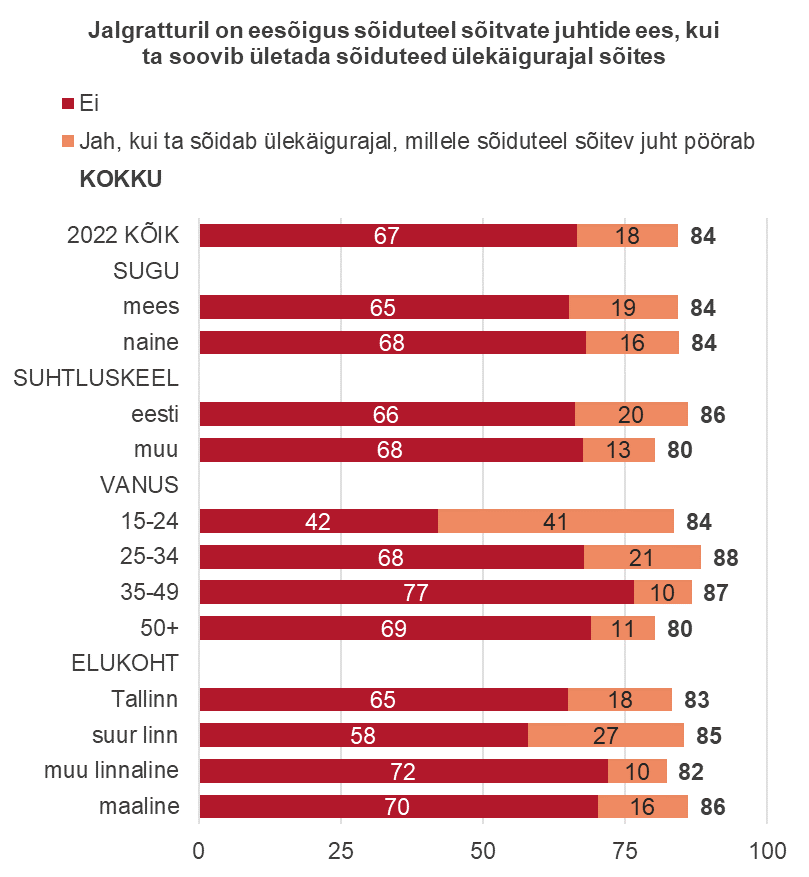 Jalgratturil on eesõigus sõiduteel sõitvate juhtide ees, kui
ta soovib ületada sõiduteed ülekäigurajal sõites
Ei
Jah, kui ta sõidab ülekäigurajal, millele sõiduteel sõitev juht pöörab
KOKKU
2022 KÕIK 67 18 84
SUGU
mees 65 19 84
naine 68 16 84
SUHTLUSKEEL
eesti 66 20 86
muu 68 13 80
VANUS
15-24 42 41 84
25-34 68 21 88
35-49 77 10 87
50+ 69 11 80
ELUKOHT
Tallinn 65 18 83
suur linn 58 27 85
muu linnaline 72 10 82
maaline 70 16 86
0 25 50 75 100